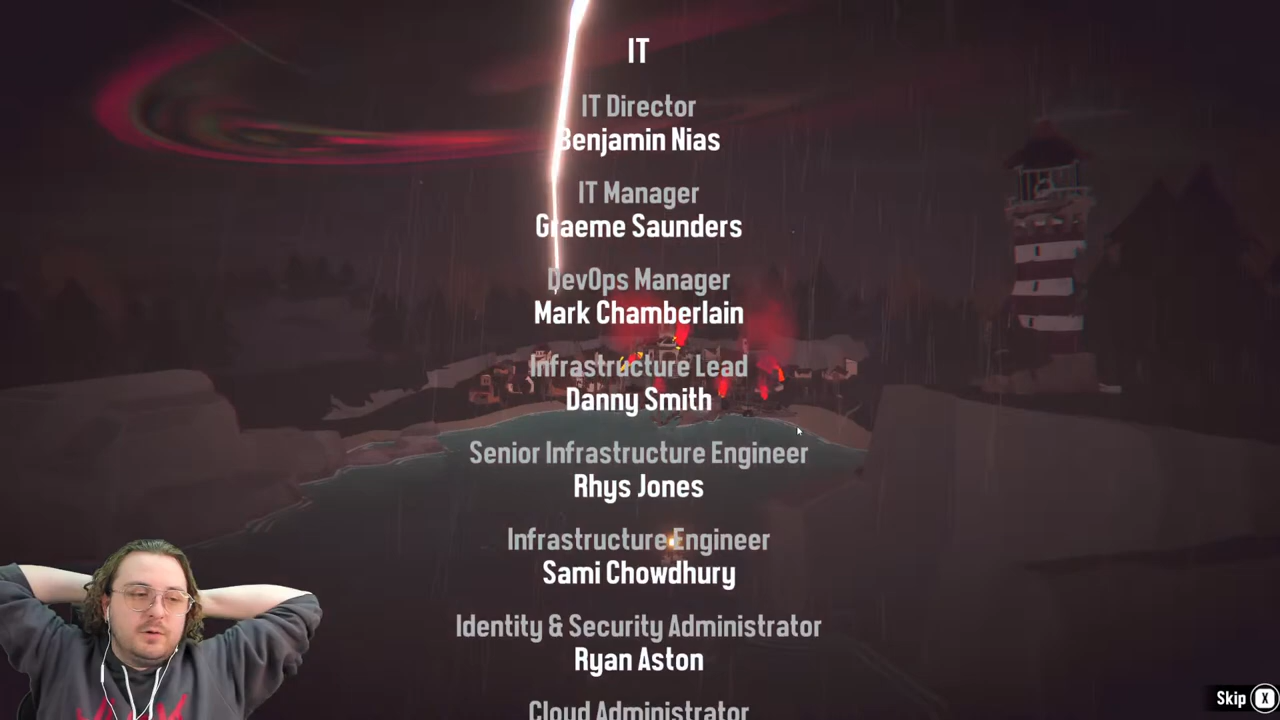 IT
IT Director
Benjamin Nias
IT Manager
Graeme Saunders
DevOps Manager
Mark Chamberlain
Infrastructure Lead
Danny Smith
Senior Infrastructure Engineer
Rhys Jones
Infrastructure Engineer
Sami Chowdhury
Identity & Security Administrator
Ryan Aston
Cloud Administrator
Skip X